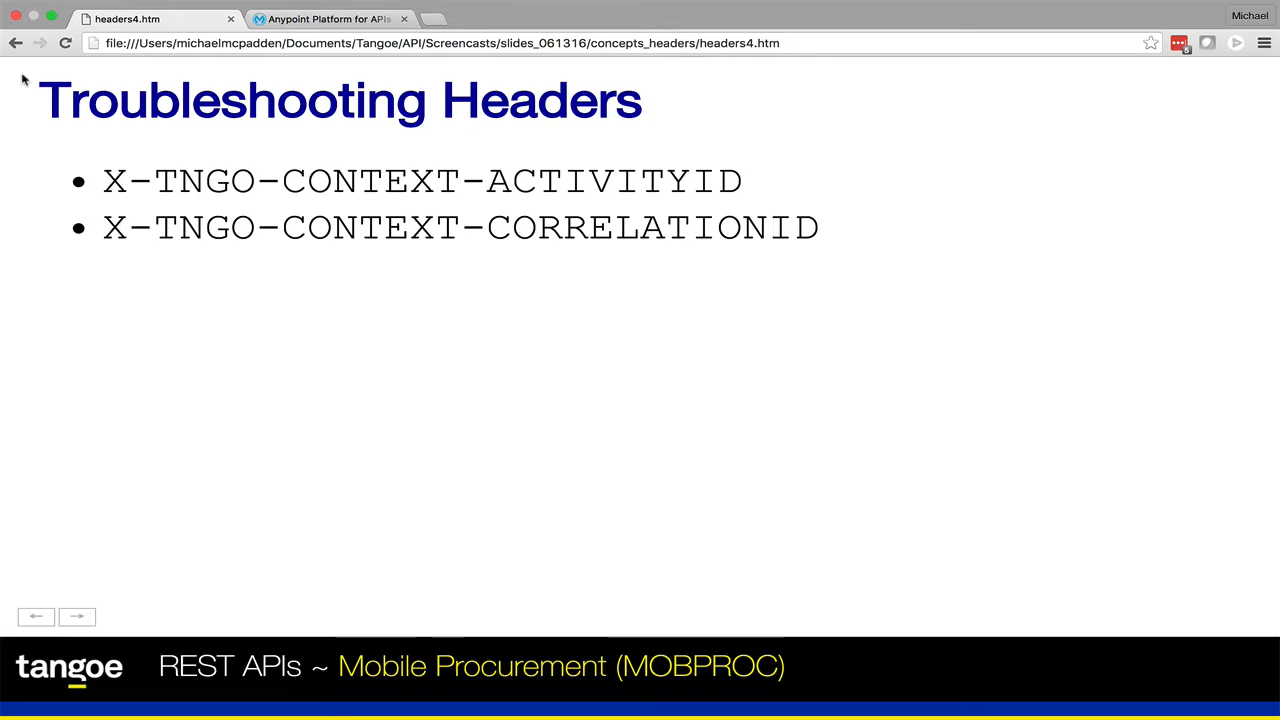 headers4.htm
Anypoint Platform for APIs
Michael
file:///Users/michaelmcpadden/Documents/Tangoe/API/Screencasts/slides_061316/concepts_headers/headers4.htm
Troubleshooting Headers
• X-TNGO-CONTEXT-ACTIVITYID
• X-TNGO-CONTEXT-CORRELATIONID
tangoe
REST APIs ~ Mobile Procurement (MOBPROC)